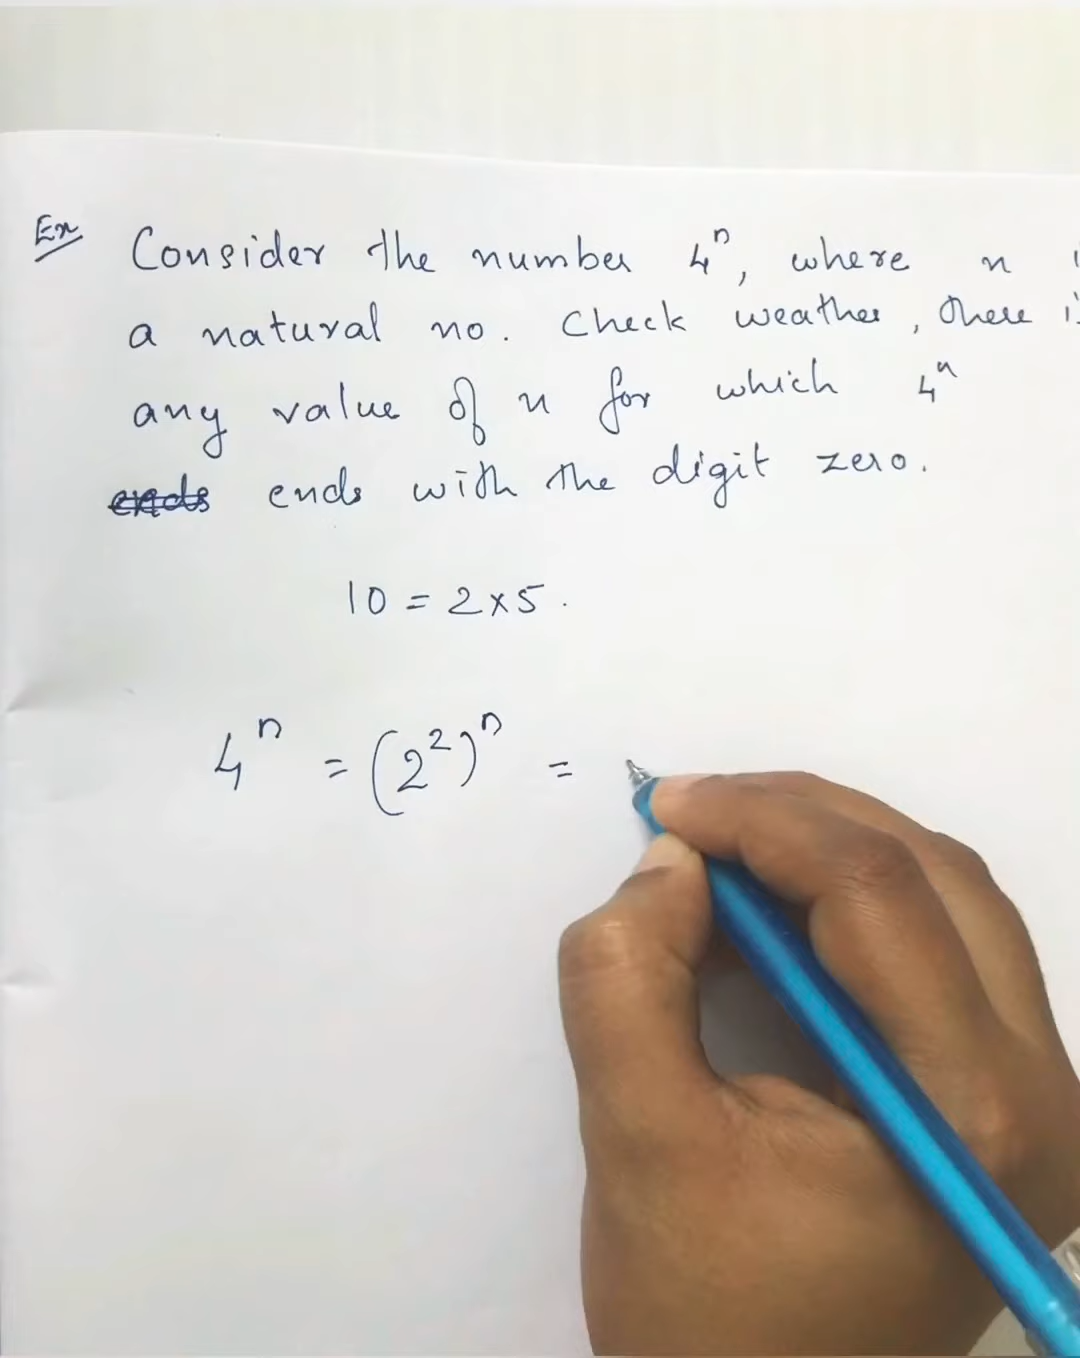 Ex Consider the number 4ⁿ, where n
a natural no. Check weather, there is
any value of n for which 4ⁿ
ends ends with the digit zero.
10 = 2×5.
4ⁿ = (2²)ⁿ =